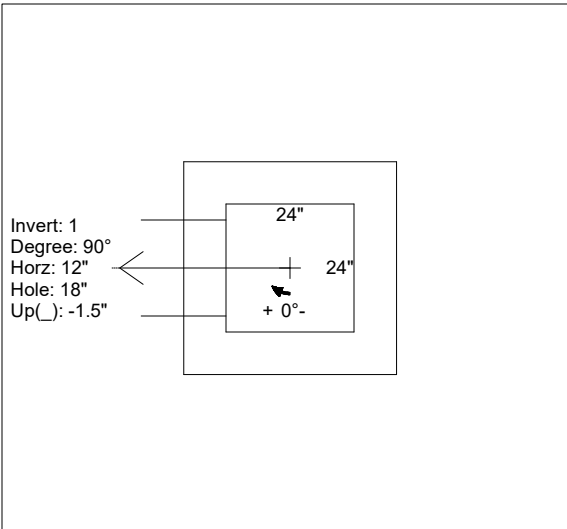 24"
Invert: 1
Degree: 90°
Horz: 12"
24"
Hole: 18"
Up(_): -1.5"
+ 0°-